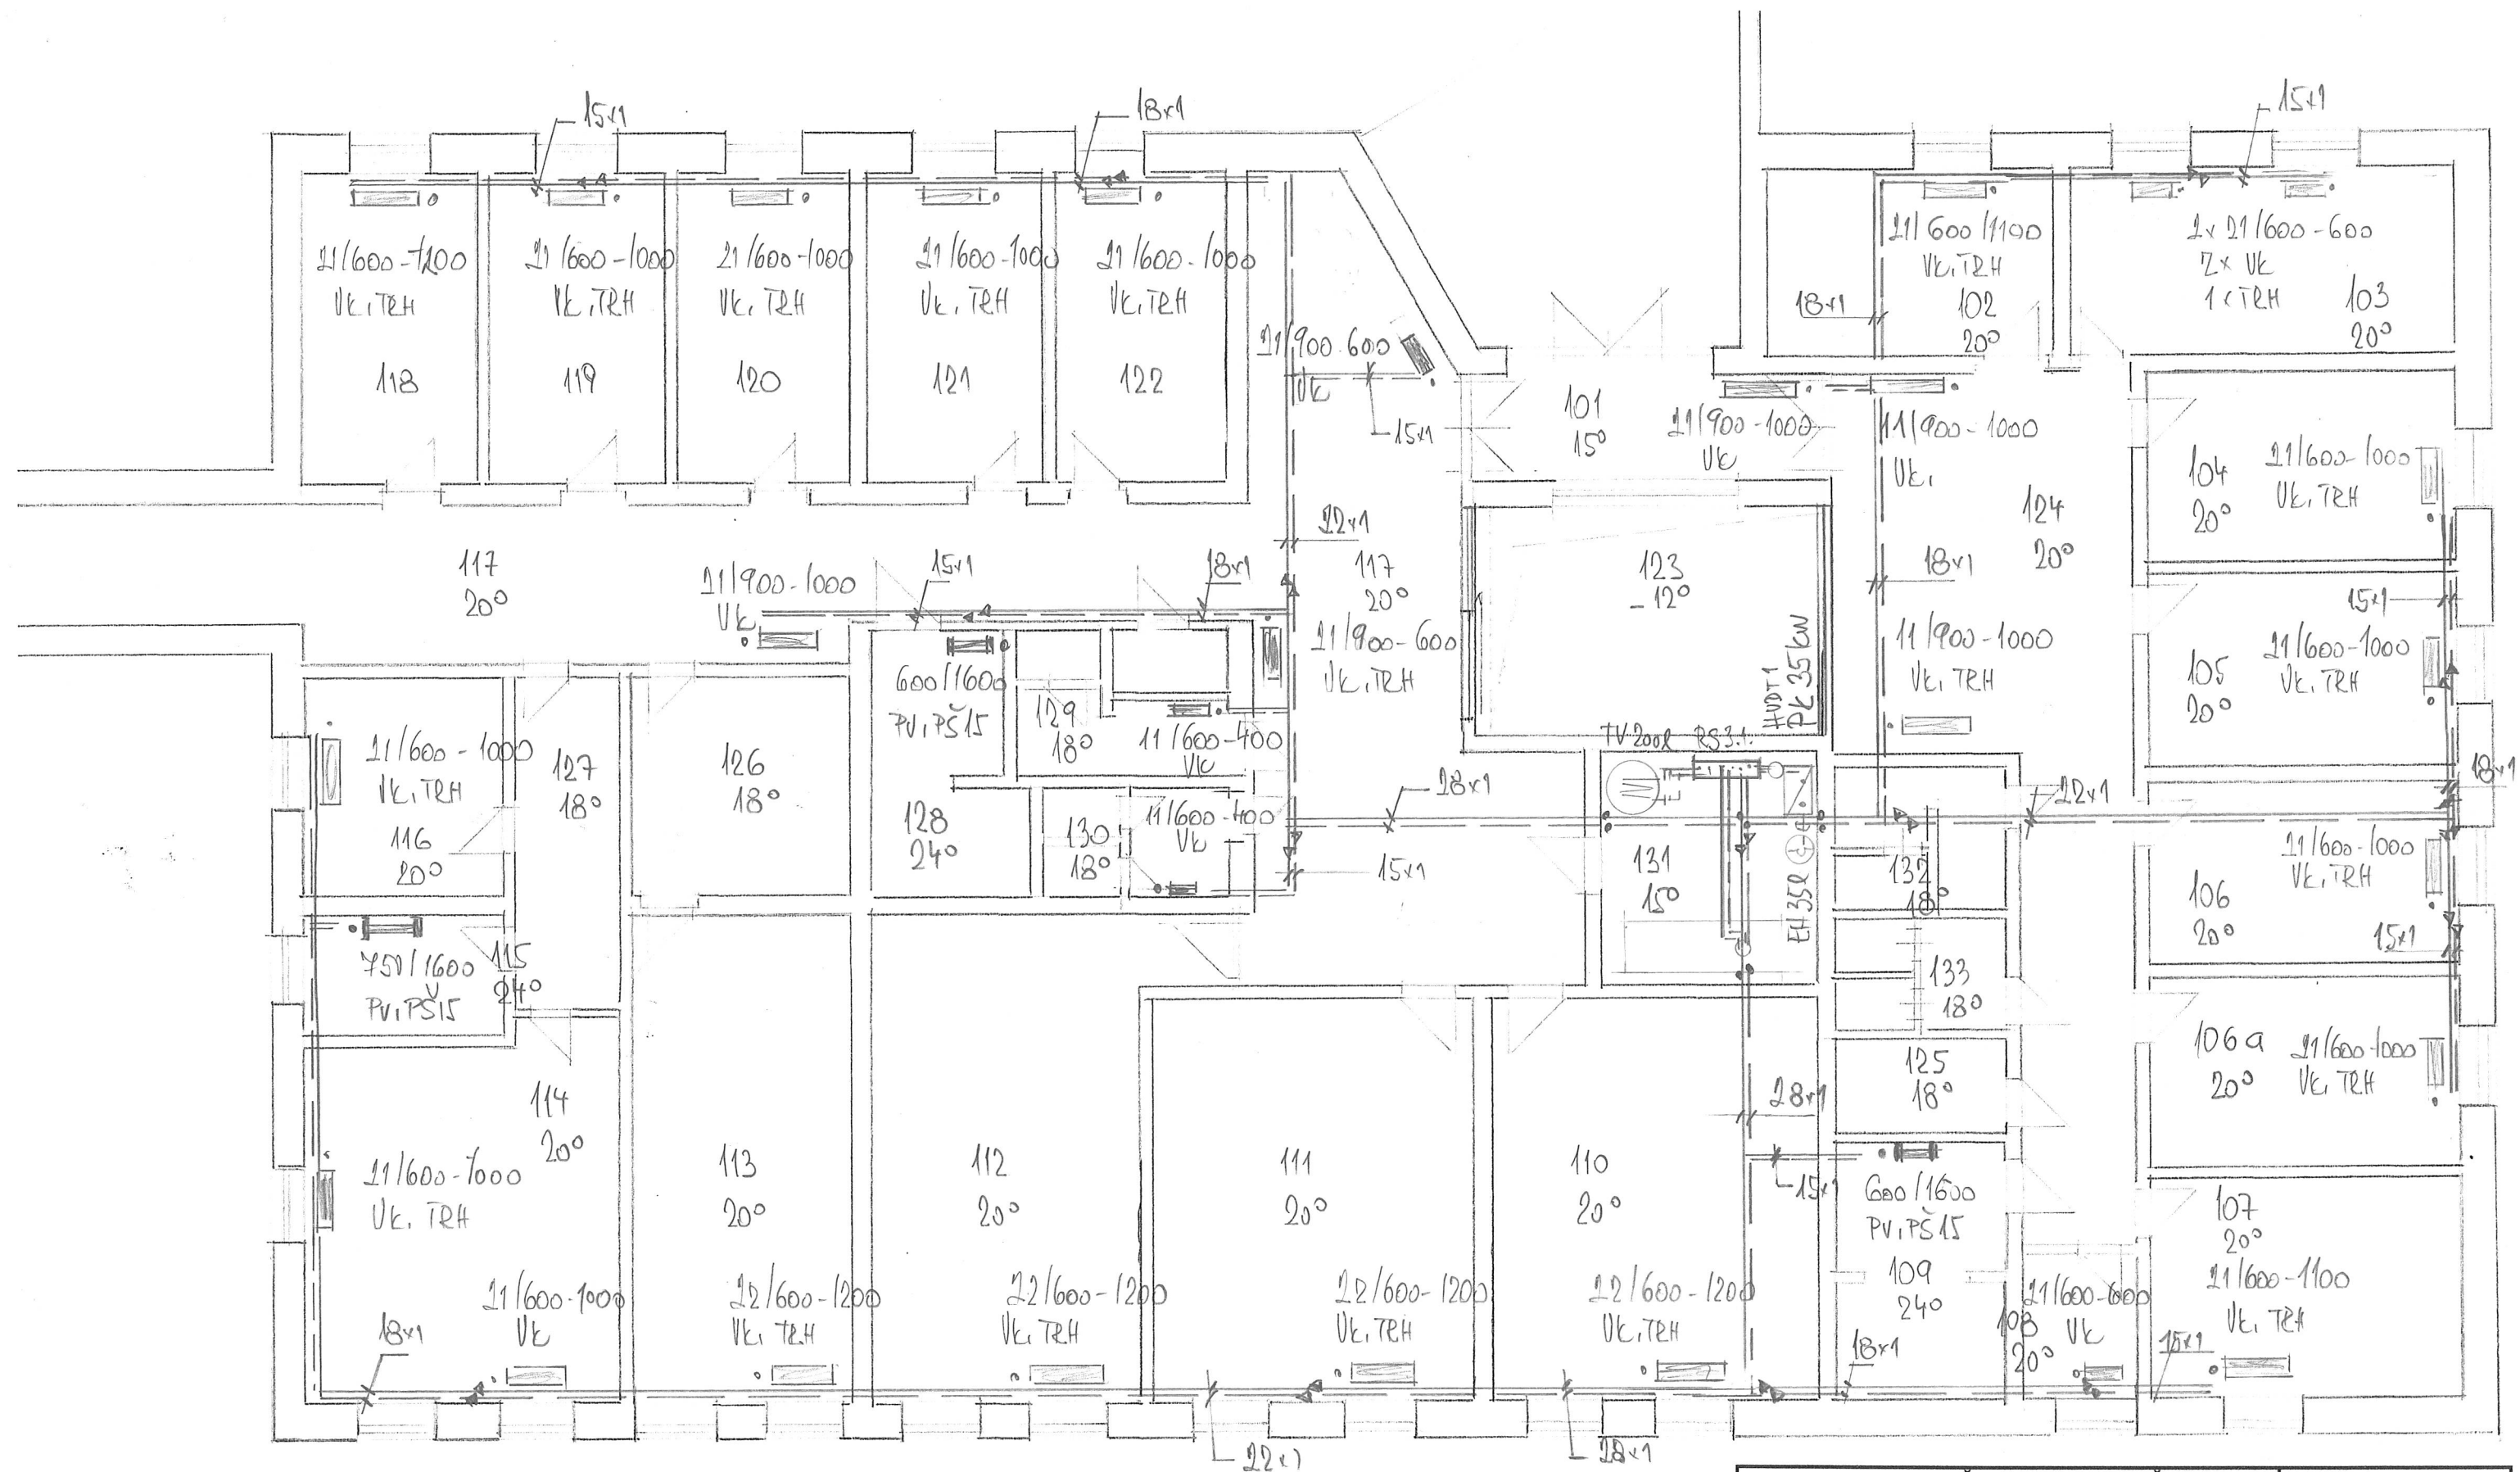 15x1
18x1
15x1
21/600-1200
Vk, TRH
118
21/600-1000
Vk, TRH
119
21/600-1000
Vk, TRH
120
21/600-1000
Vk, TRH
121
21/600-1000
Vk, TRH
122
21/900-600
Vk
15x1
101
15°
21/900-1000
Vk
18x1
21/600/1100
Vk, TRH
102
20°
2x 21/600-600
2x Vk
1x TRH
103
20°
11/900-1000
Vk,
124
20°
104
20°
21/600-1000
Vk, TRH
117
20°
21/900-1000
Vk
15x1
18x1
22x1
117
20°
21/900-600
Vk, TRH
123
-12°
HVDT 1
PK 35kW
18x1
11/900-1000
Vk, TRH
15x1
105
20°
21/600-1000
Vk, TRH
21/600-1000
Vk, TRH
116
20°
127
18°
126
18°
600/1600
PV, PŠ15
128
24°
129
18°
11/600-400
Vk
130
18°
11/600-400
Vk
28x1
15x1
TV 200l
RS 3.1.
131
15°
EH 35l
132
18°
22x1
18x1
106
20°
21/600-1000
Vk, TRH
15x1
750/1600
PV, PŠ15
115
24°
133
18°
125
18°
106a
20°
21/600-1000
Vk, TRH
114
20°
21/600-1000
Vk, TRH
21/600-1000
Vk
18x1
113
20°
22/600-1200
Vk, TRH
112
20°
22/600-1200
Vk, TRH
111
20°
22/600-1200
Vk, TRH
110
20°
22/600-1200
Vk, TRH
28x1
15x1
600/1600
PV, PŠ15
109
24°
18x1
21/600-600
Vk
108
20°
107
20°
21/600-1100
Vk, TRH
15x1
22x1
28x1